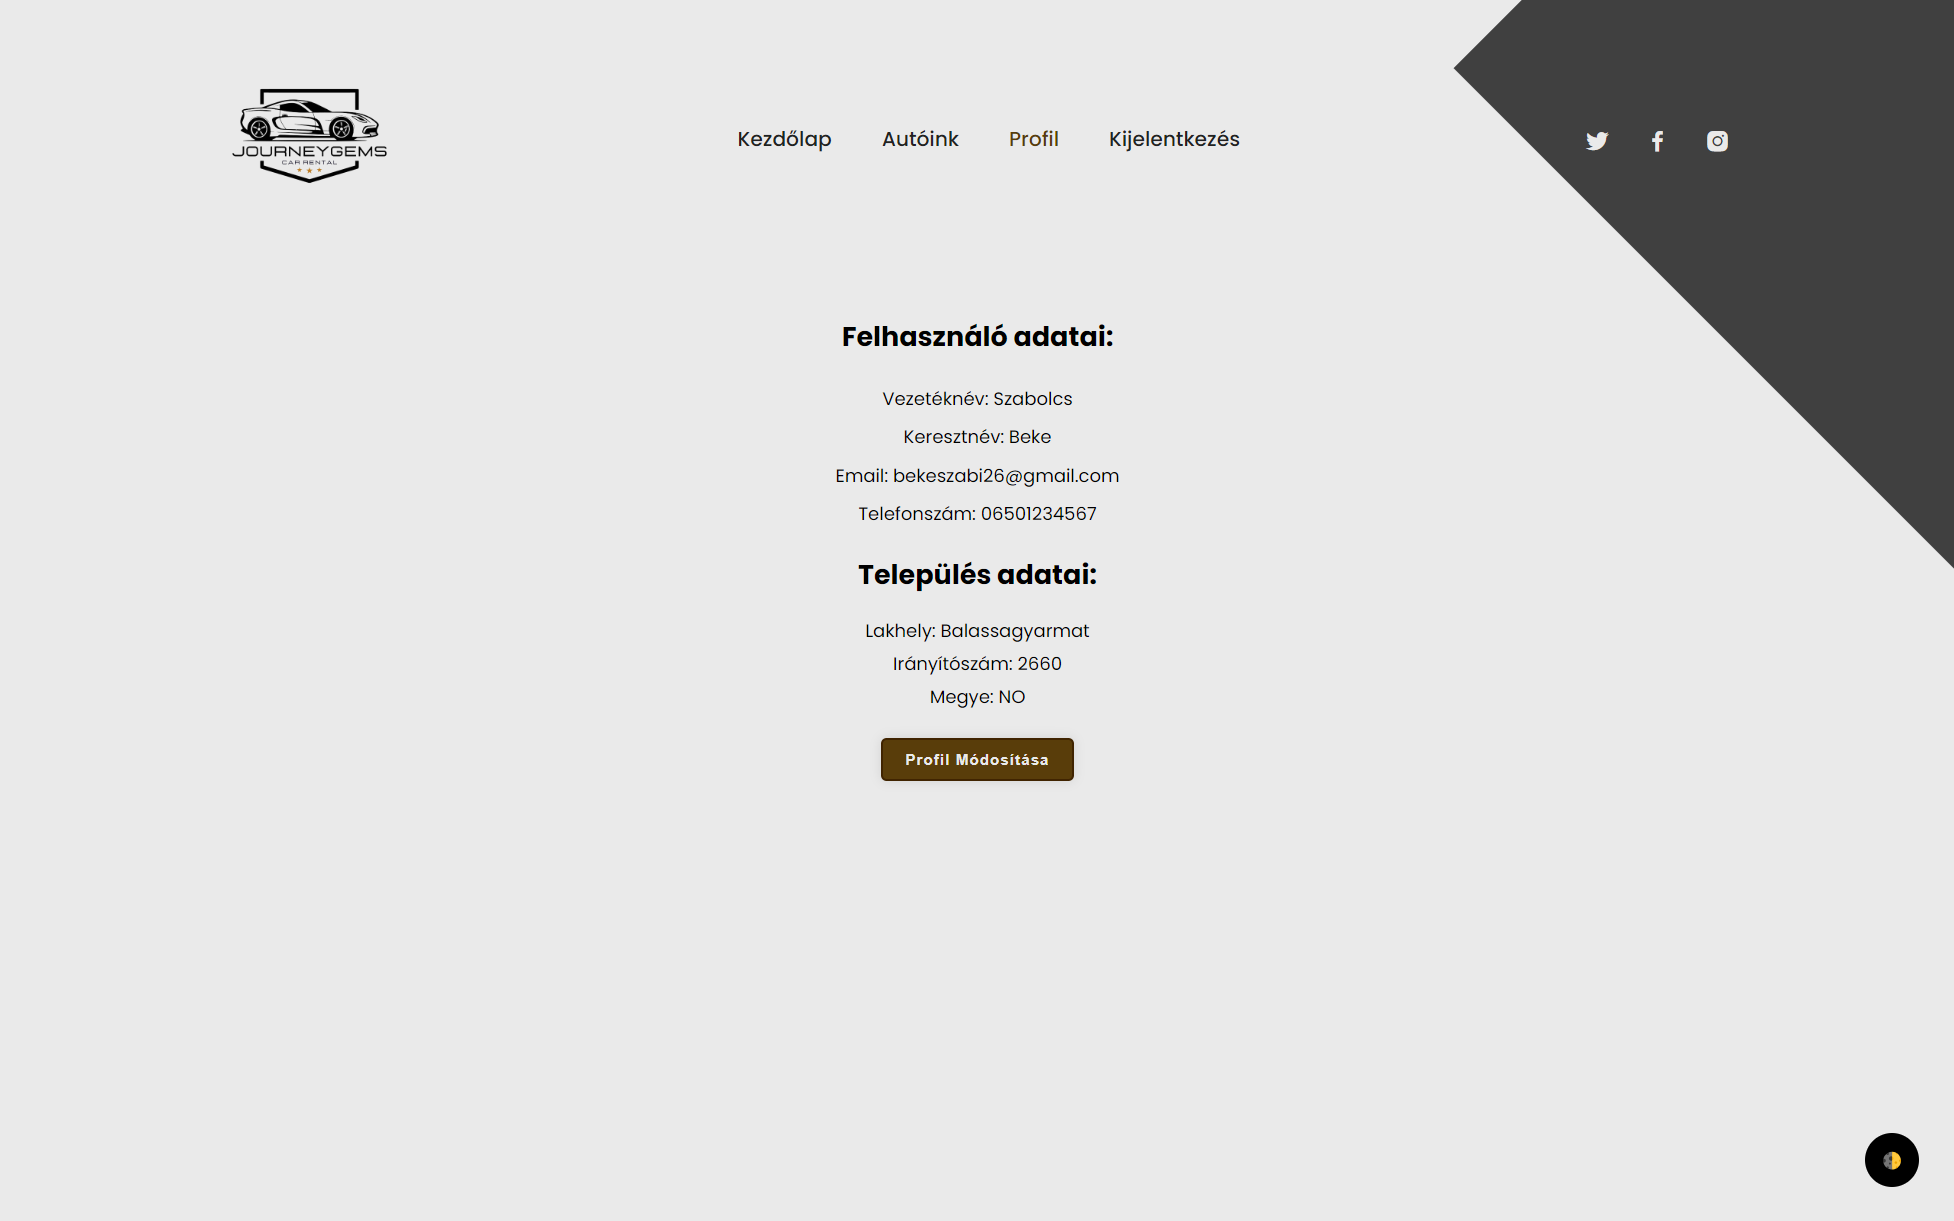 JOURNEYGEMS
CAR RENTAL
Kezdőlap
Autóink
Profil
Kijelentkezés
Felhasználó adatai:
Vezetéknév: Szabolcs
Keresztnév: Beke
Email: bekeszabi26@gmail.com
Telefonszám: 06501234567
Település adatai:
Lakhely: Balassagyarmat
Irányítószám: 2660
Megye: NO
Profil Módosítása